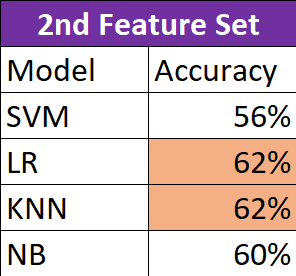 2nd Feature Set
Model Accuracy
SVM 56%
LR 62%
KNN 62%
NB 60%